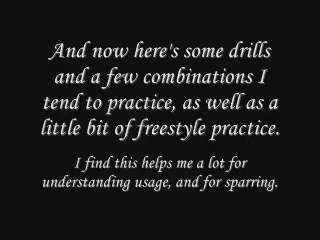 And now here's some drills
and a few combinations I
tend to practice, as well as a
little bit of freestyle practice.
I find this helps me a lot for
understanding usage, and for sparring.